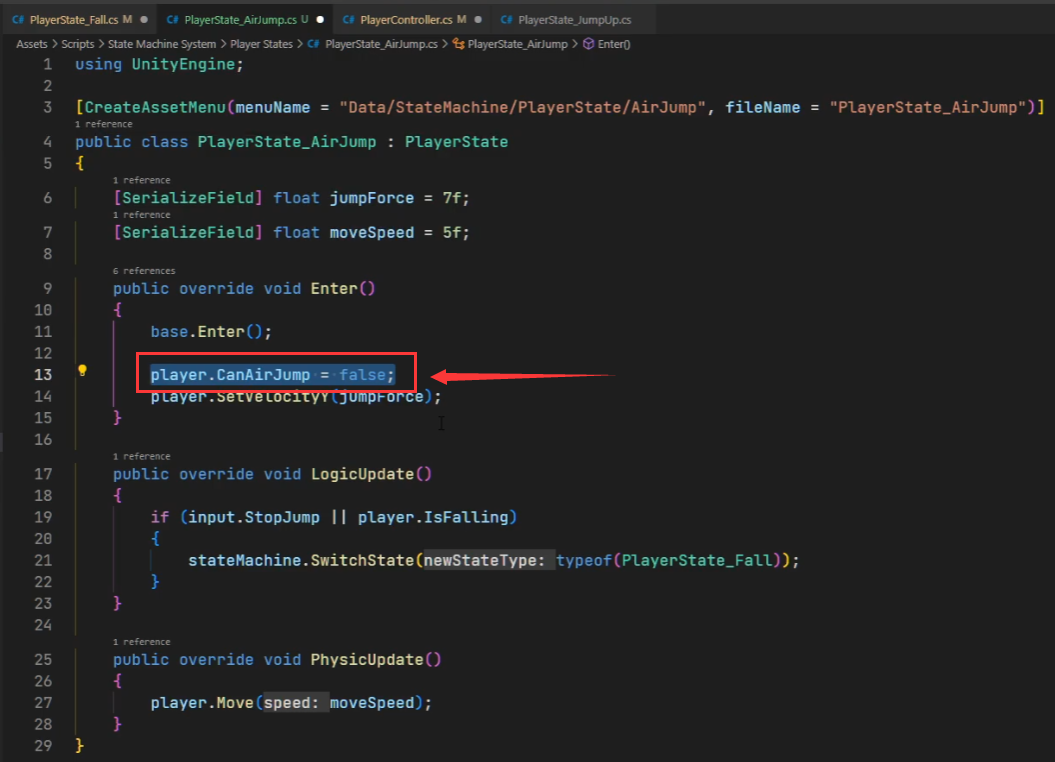 C# PlayerState_Fall.cs M ● C# PlayerState_AirJump.cs U ● C# PlayerController.cs M ● C# PlayerState_JumpUp.cs
Assets > Scripts > State Machine System > Player States > C# PlayerState_AirJump.cs > PlayerState_AirJump > Enter()
1 using UnityEngine;
2
3 [CreateAssetMenu(menuName = "Data/StateMachine/PlayerState/AirJump", fileName = "PlayerState_AirJump")]
1 reference
4 public class PlayerState_AirJump : PlayerState
5 {
1 reference
6 [SerializeField] float jumpForce = 7f;
1 reference
7 [SerializeField] float moveSpeed = 5f;
8
6 references
9 public override void Enter()
10 {
11 base.Enter();
12
13 player.CanAirJump = false;
14 player.SetVelocityY(jumpForce);
15 }
16
1 reference
17 public override void LogicUpdate()
18 {
19 if (input.StopJump || player.IsFalling)
20 {
21 stateMachine.SwitchState(newStateType: typeof(PlayerState_Fall));
22 }
23 }
24
1 reference
25 public override void PhysicUpdate()
26 {
27 player.Move(speed: moveSpeed);
28 }
29 }